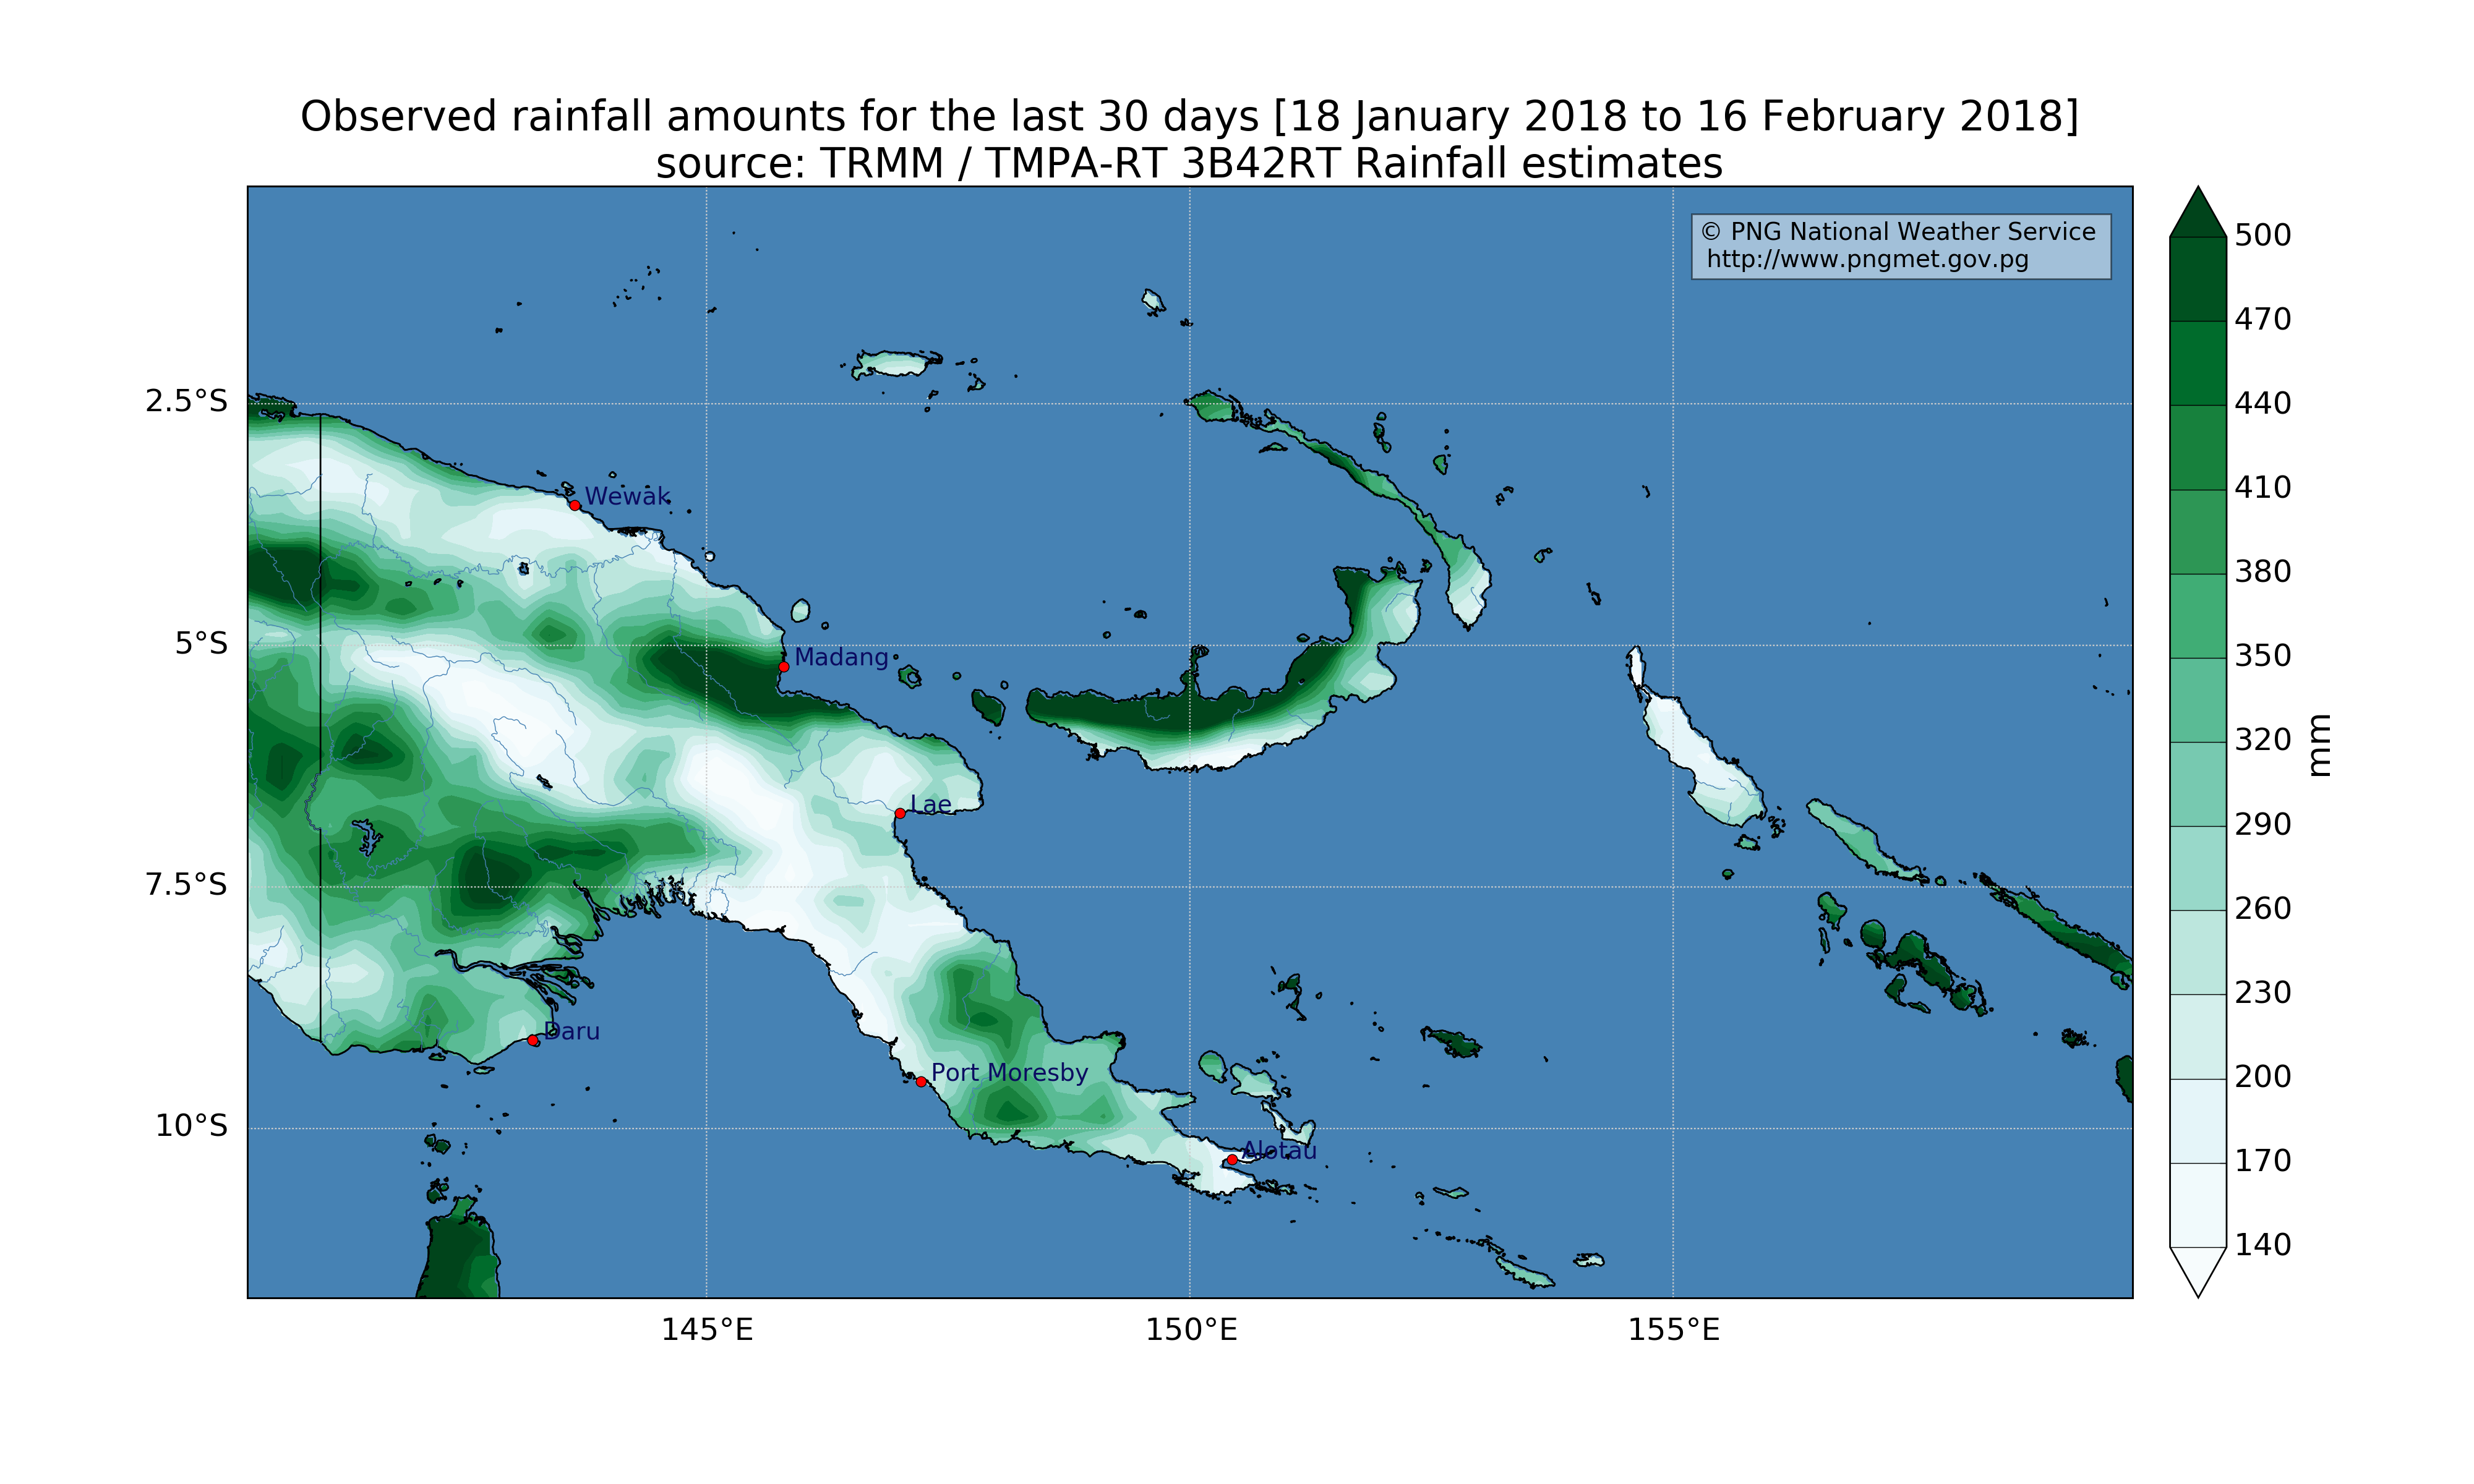 Observed rainfall amounts for the last 30 days [18 January 2018 to 16 February 2018]
source: TRMM / TMPA-RT 3B42RT Rainfall estimates
© PNG National Weather Service
http://www.pngmet.gov.pg
500
470
440
410
380
350
320
290
260
230
200
170
140
mm
2.5°S
5°S
7.5°S
10°S
Wewak
Madang
Lae
Daru
Port Moresby
Alotau
145°E
150°E
155°E